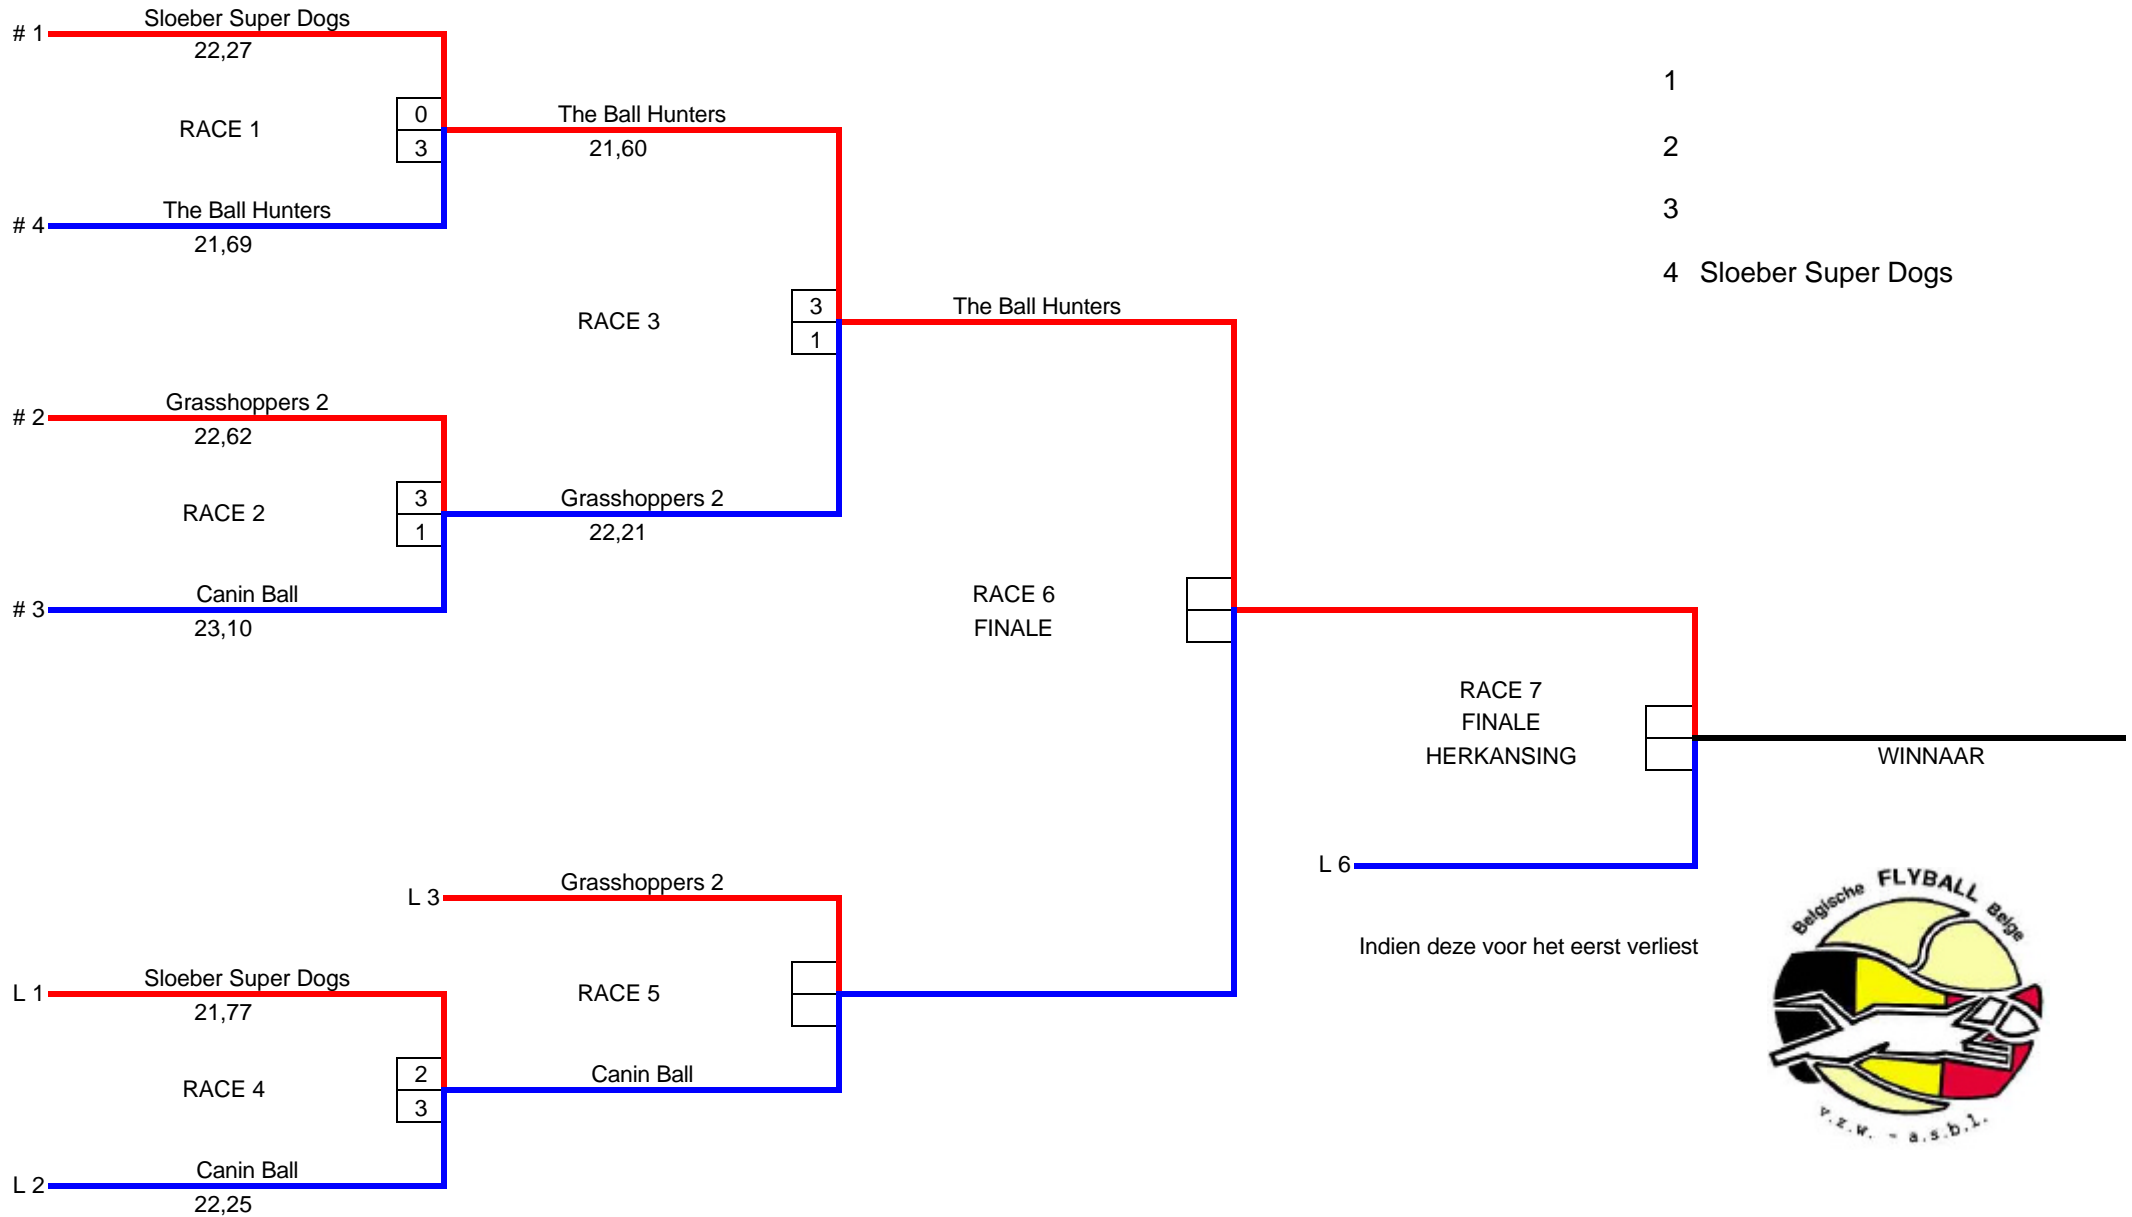 # 1 Sloeber Super Dogs
22,27
RACE 1
0
3
# 4 The Ball Hunters
21,69
The Ball Hunters
21,60
RACE 3
3
1
# 2 Grasshoppers 2
22,62
RACE 2
3
1
# 3 Canin Ball
23,10
Grasshoppers 2
22,21
The Ball Hunters
RACE 6
FINALE
1
2
3
4 Sloeber Super Dogs
RACE 7
FINALE
HERKANSING
WINNAAR
L 6
Indien deze voor het eerst verliest
L 3 Grasshoppers 2
RACE 5
Canin Ball
L 1 Sloeber Super Dogs
21,77
RACE 4
2
3
L 2 Canin Ball
22,25
Belgische FLYBALL Belge
v.z.w. - a.s.b.l.